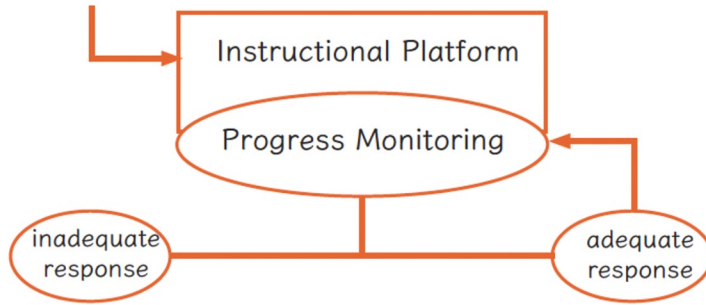 Instructional Platform
Progress Monitoring
inadequate
response
adequate
response